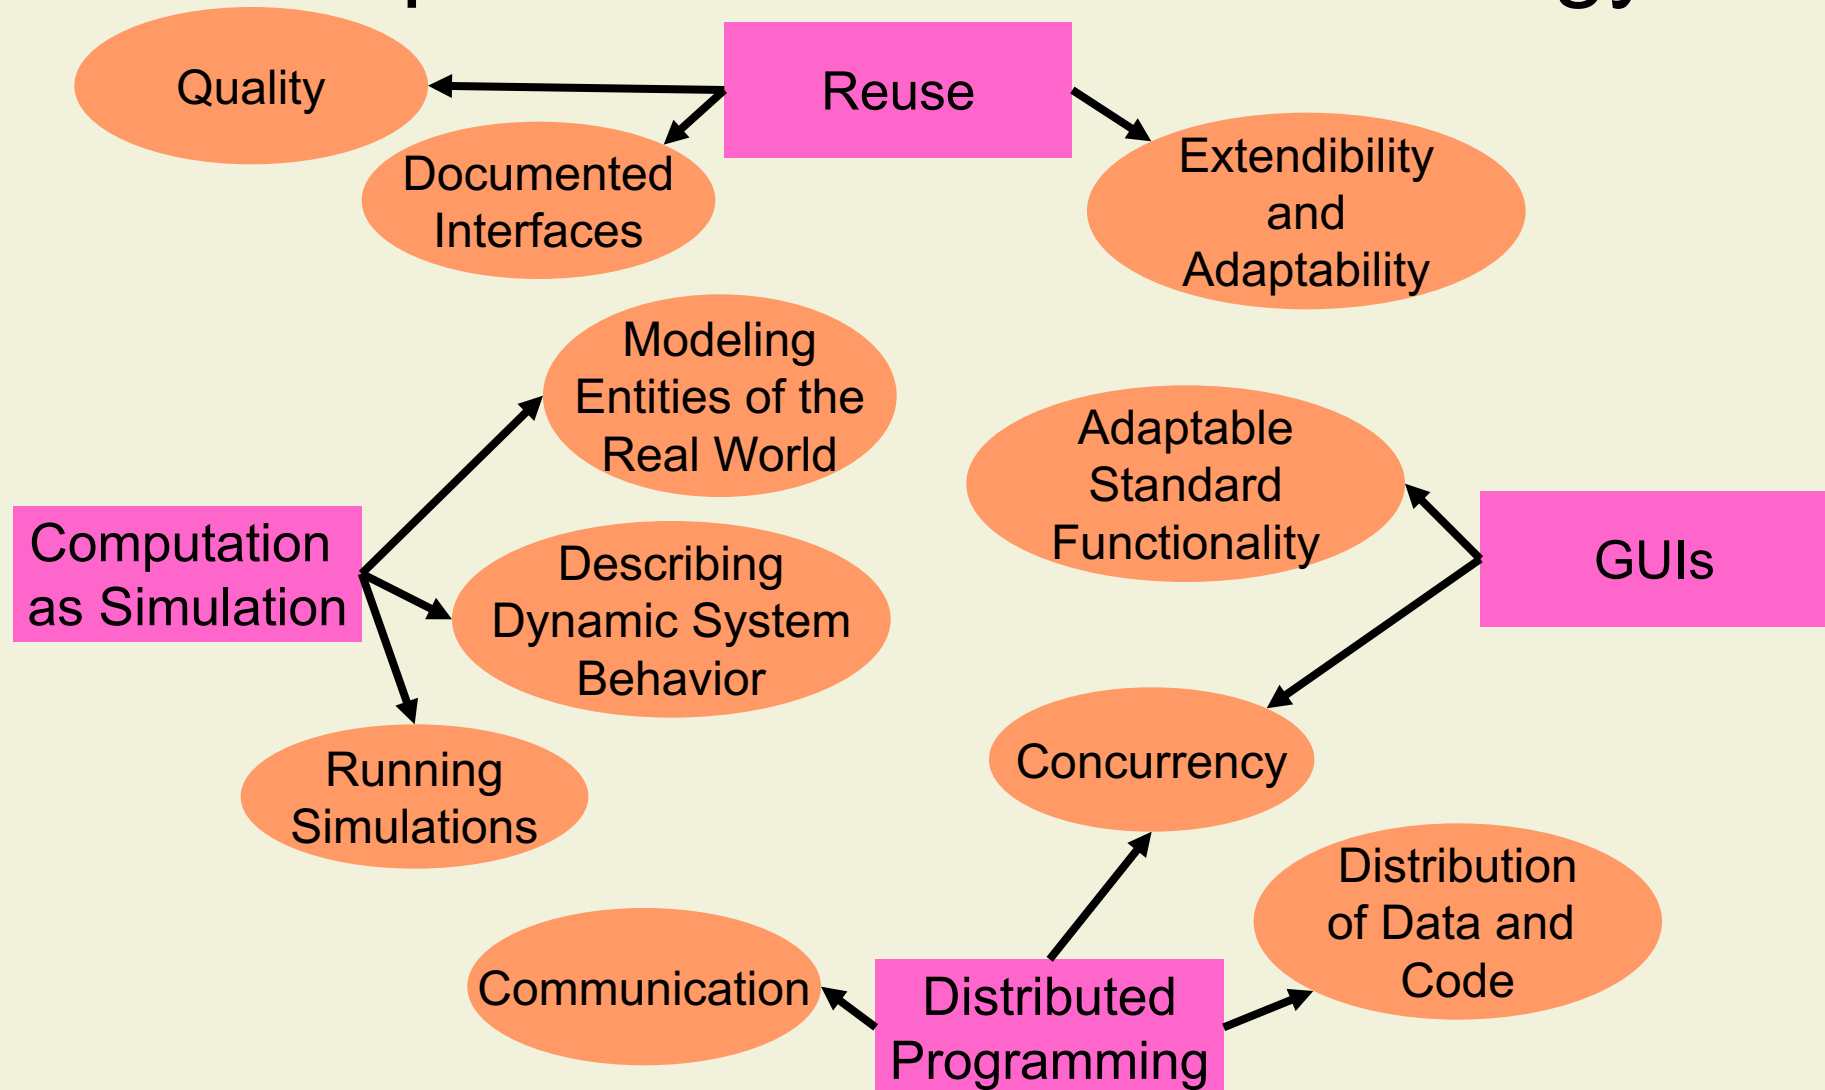 Quality
Reuse
Documented
Interfaces
Extendibility
and
Adaptability
Modeling
Entities of the
Real World
Adaptable
Standard
Functionality
Computation
as Simulation
Describing
Dynamic System
Behavior
GUIs
Running
Simulations
Concurrency
Distribution
of Data and
Code
Communication
Distributed
Programming